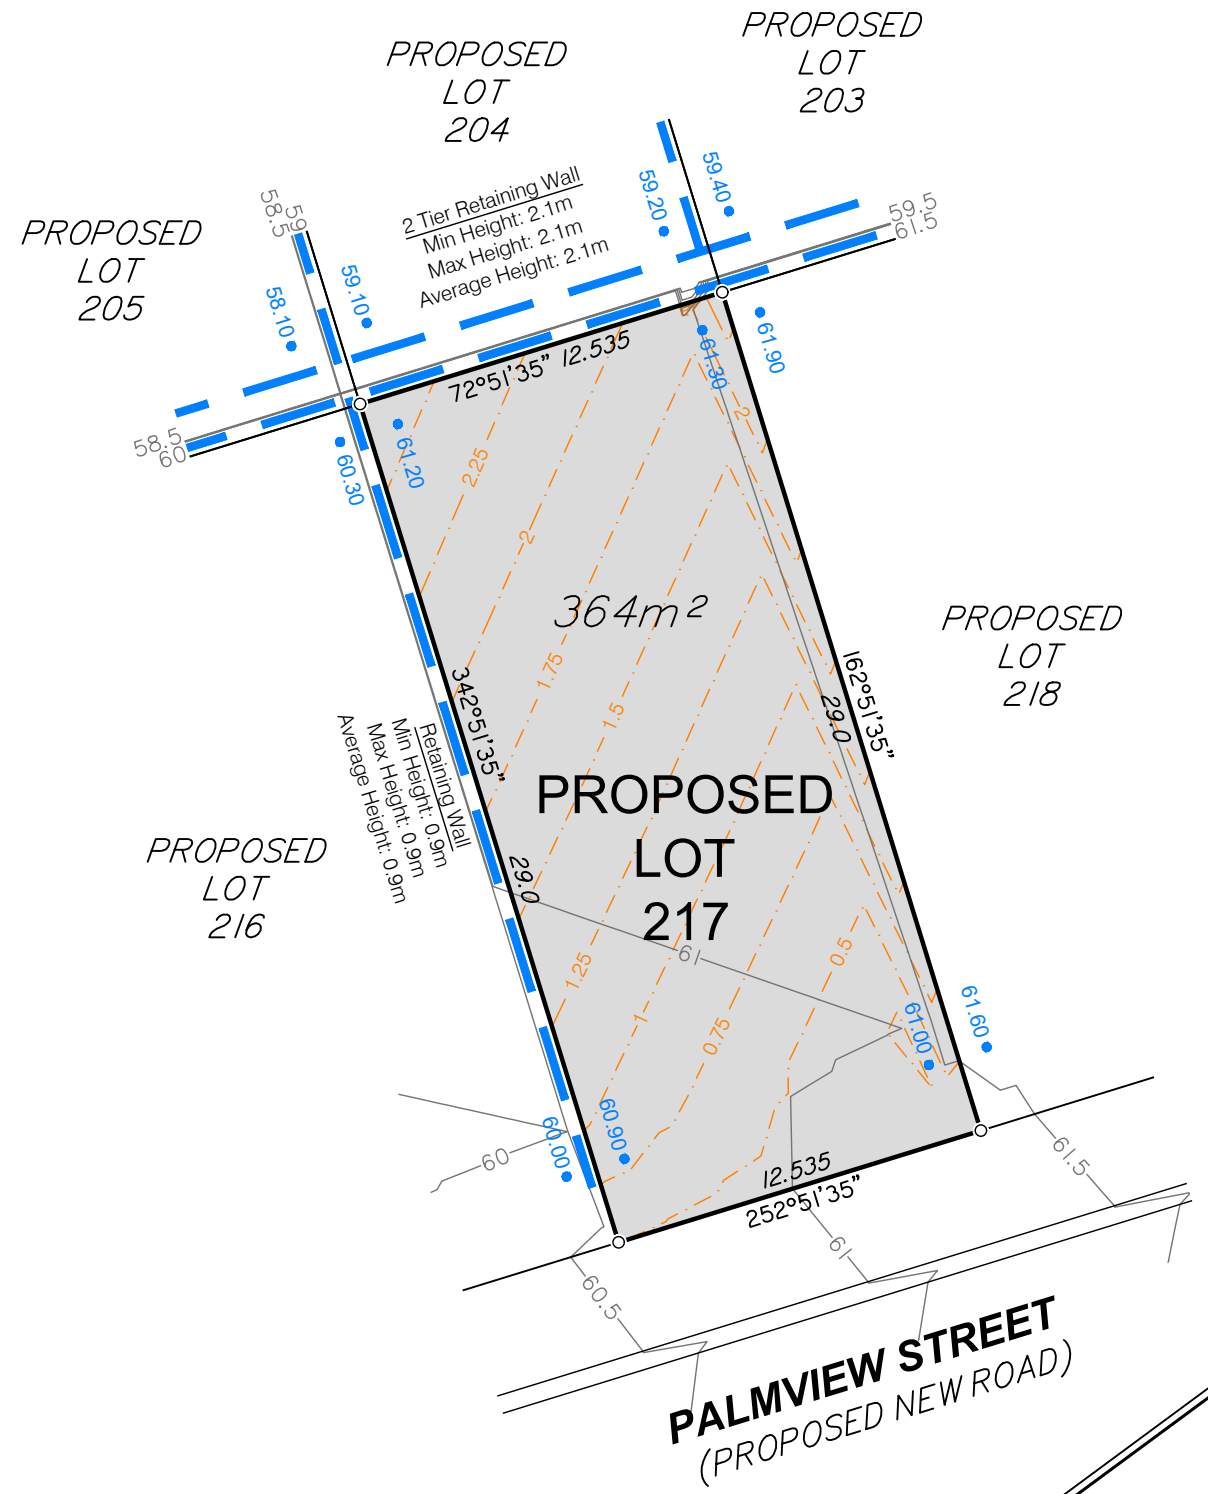 PROPOSED
LOT
203
PROPOSED
LOT
204
PROPOSED
LOT
205
2 Tier Retaining Wall
Min Height: 2.1m
Max Height: 2.1m
Average Height: 2.1m
58.5
59
59.20
59.40
59.5
61.5
58.10
59.10
58.5
60
60.30
61.20
61.30
61.90
72°51'35" 12.535
2.25
2
2
364m²
1.75
1.5
PROPOSED
LOT
218
342°51'35"
29.0
162°51'35"
29.0
Retaining Wall
Min Height: 0.9m
Max Height: 0.9m
Average Height: 0.9m
PROPOSED
LOT
217
PROPOSED
LOT
216
61
1.25
1
0.75
0.5
61.00
61.60
60.00
60.90
60
12.535
252°51'35"
61.5
61
60.5
PALMVIEW STREET
(PROPOSED NEW ROAD)